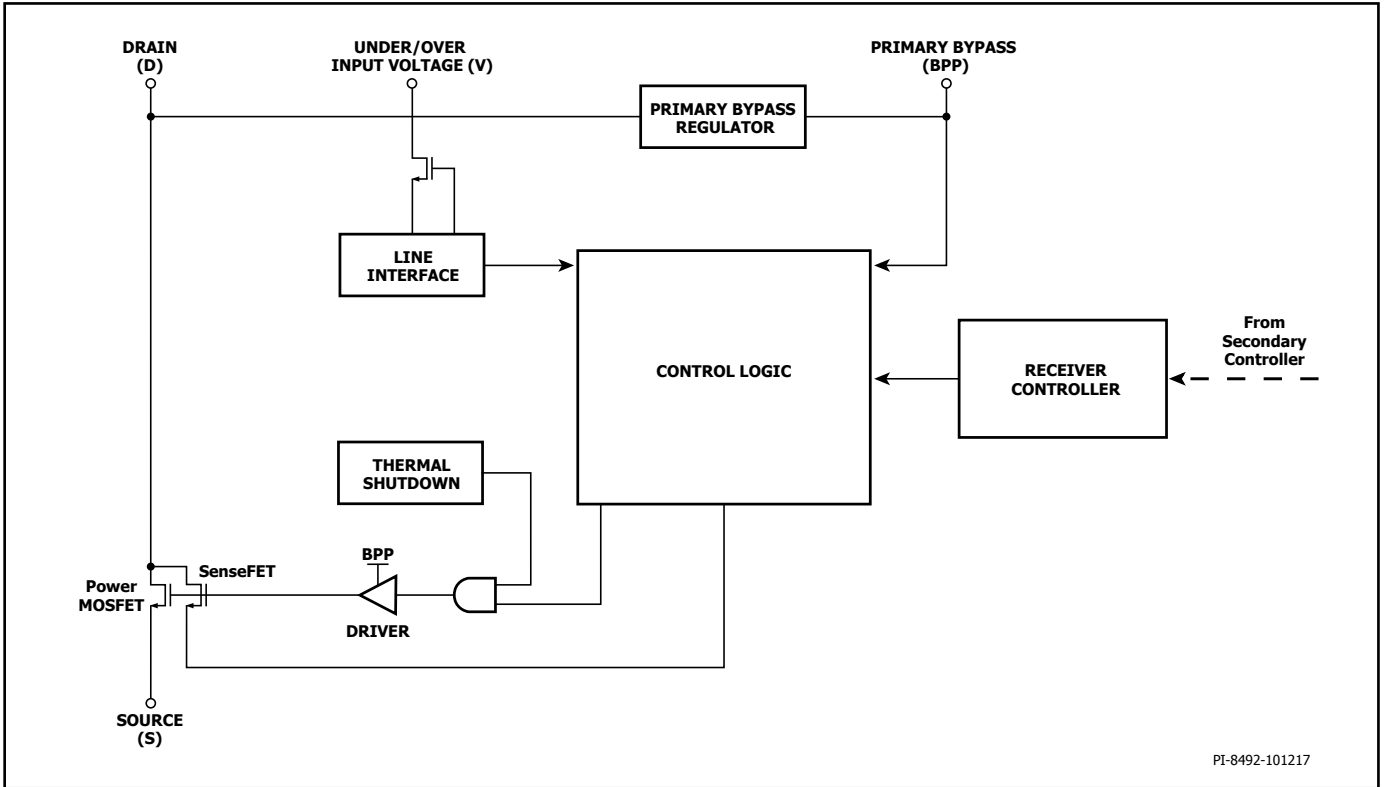 DRAIN
(D)
UNDER/OVER
INPUT VOLTAGE (V)
PRIMARY BYPASS
(BPP)
PRIMARY BYPASS
REGULATOR
LINE
INTERFACE
CONTROL LOGIC
RECEIVER
CONTROLLER
From
Secondary
Controller
THERMAL
SHUTDOWN
BPP
SenseFET
Power
MOSFET
DRIVER
SOURCE
(S)
PI-8492-101217